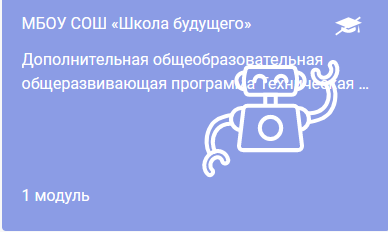 МБОУ СОШ «Школа будущего»
Дополнительная общеобразовательная
общеразвивающая программа Техническая ...
1 модуль